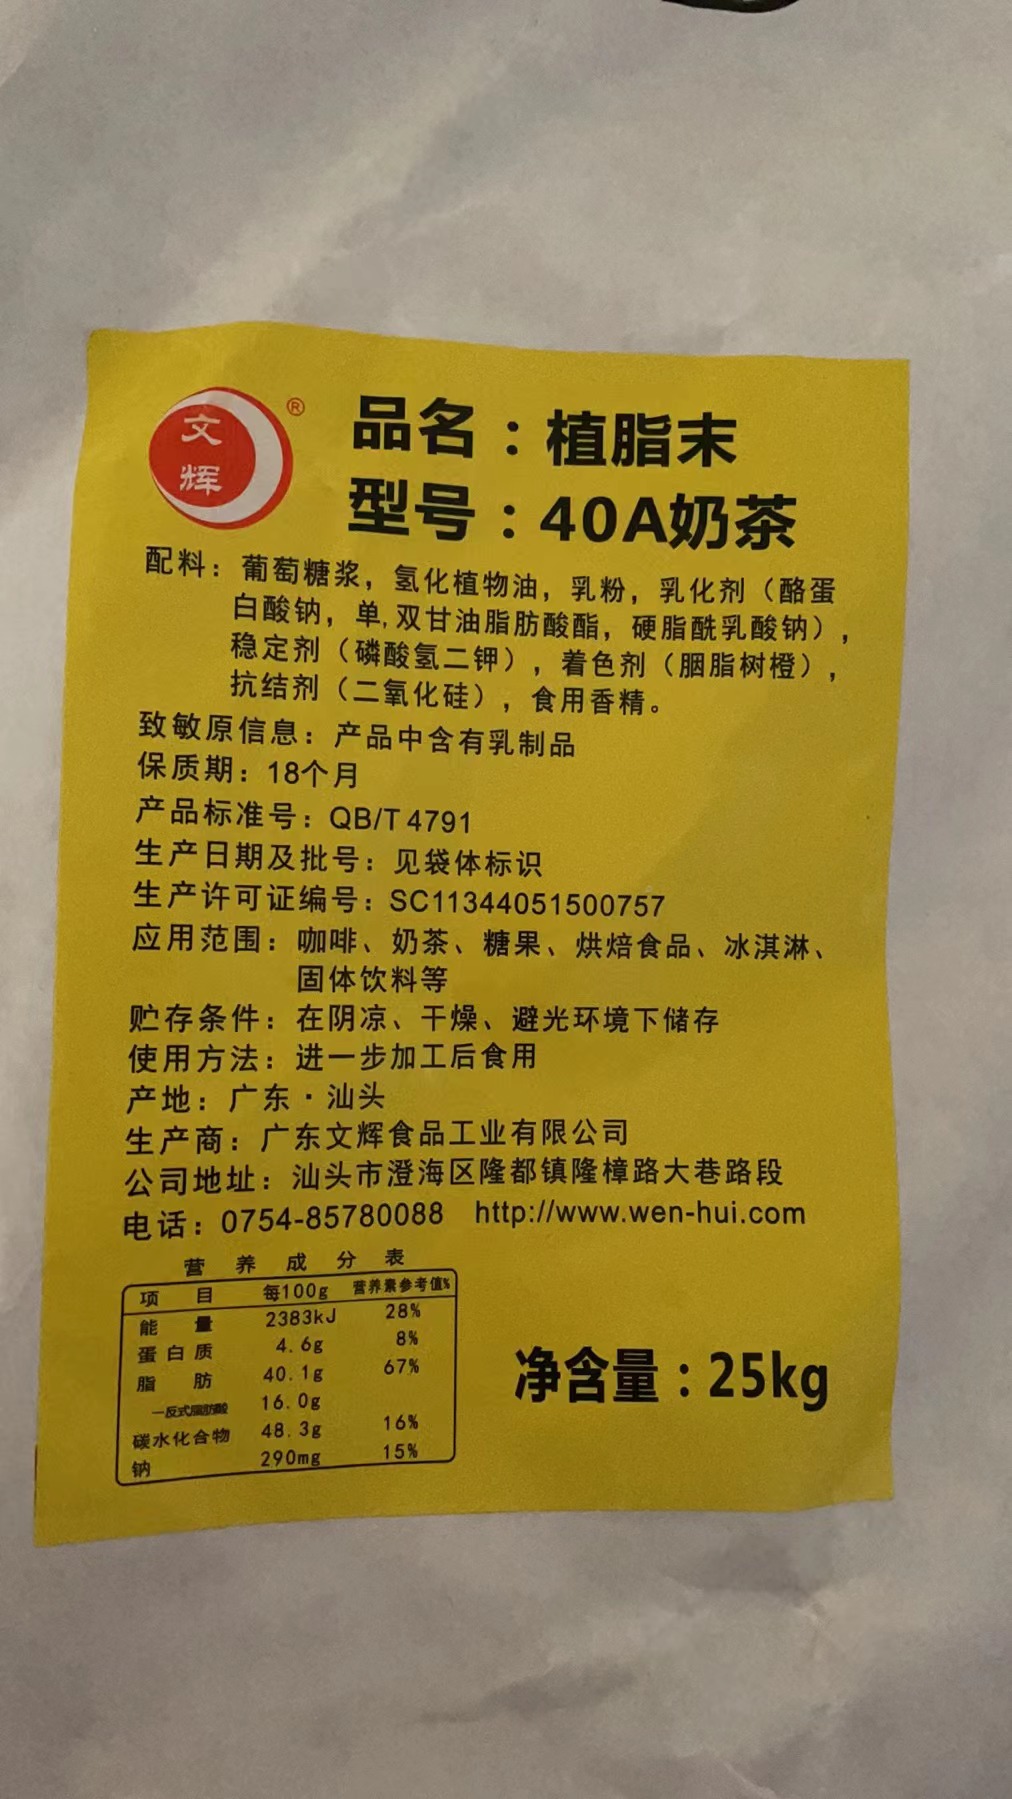 文
辉
®
品名：植脂末
型号：40A奶茶
配料：葡萄糖浆，氢化植物油，乳粉，乳化剂（酪蛋
白酸钠，单,双甘油脂肪酸酯，硬脂酰乳酸钠），
稳定剂（磷酸氢二钾），着色剂（胭脂树橙），
抗结剂（二氧化硅），食用香精。
致敏原信息：产品中含有乳制品
保质期：18个月
产品标准号：QB/T 4791
生产日期及批号：见袋体标识
生产许可证编号：SC11344051500757
应用范围：咖啡、奶茶、糖果、烘焙食品、冰淇淋、
固体饮料等
贮存条件：在阴凉、干燥、避光环境下储存
使用方法：进一步加工后食用
产地：广东·汕头
生产商：广东文辉食品工业有限公司
公司地址：汕头市澄海区隆都镇隆樟路大巷路段
电话：0754-85780088 http://www.wen-hui.com
营养成分表
项目 每100g 营养素参考值%
能量 2383kJ 28%
蛋白质 4.6g 8%
脂肪 40.1g 67%
—反式脂肪酸 16.0g
碳水化合物 48.3g 16%
钠 290mg 15%
净含量：25kg